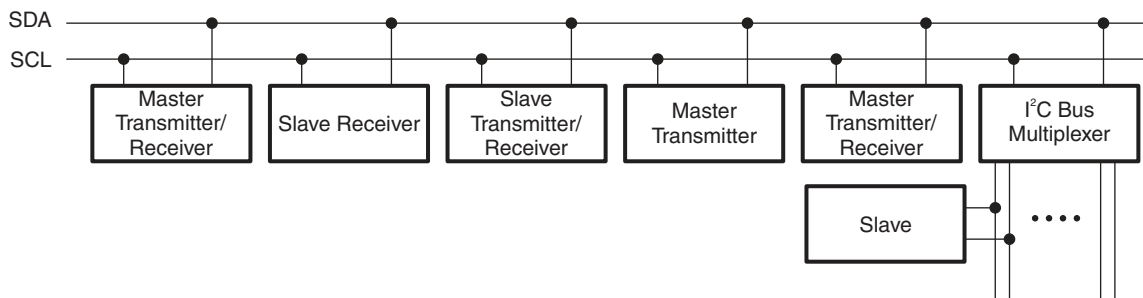 SDA
SCL
Master
Transmitter/
Receiver
Slave Receiver
Slave
Transmitter/
Receiver
Master
Transmitter
Master
Transmitter/
Receiver
I²C Bus
Multiplexer
Slave